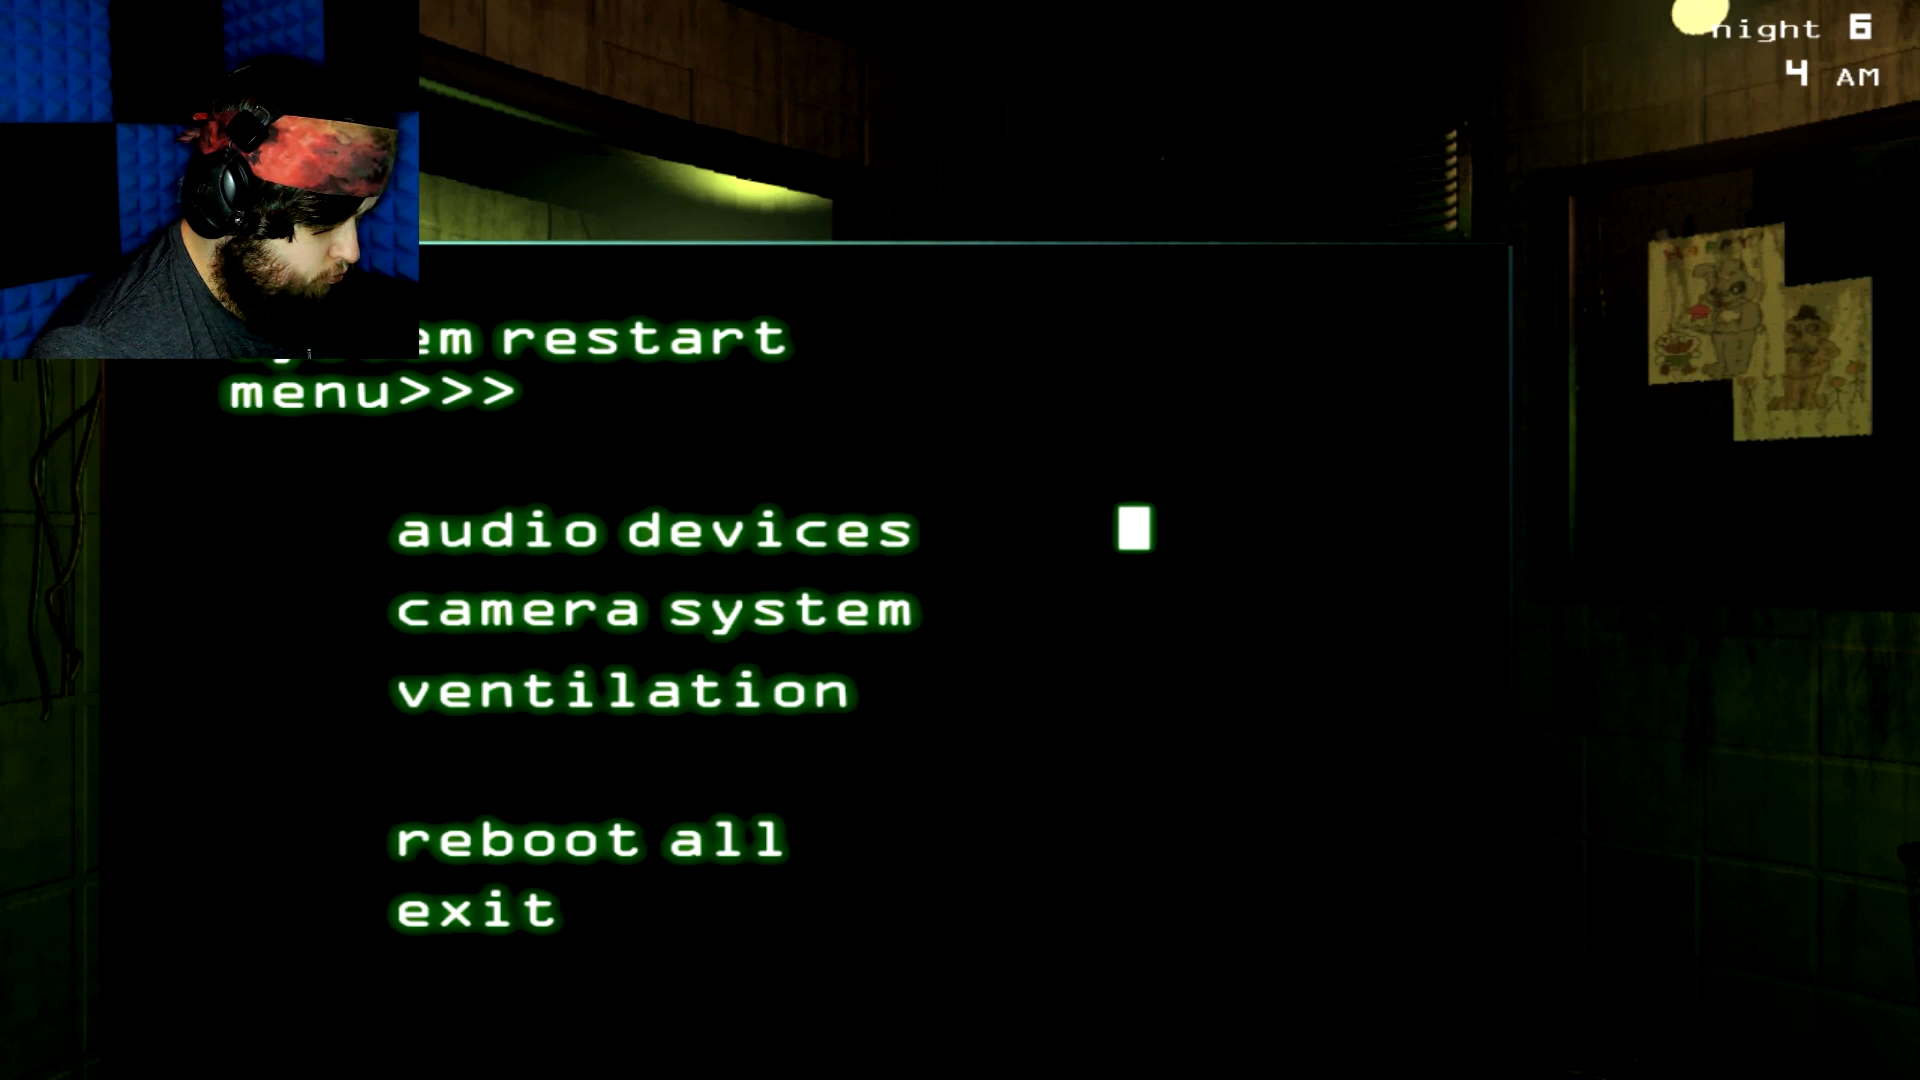 night 6
4 AM
em restart
menu>>>
audio devices
camera system
ventilation
reboot all
exit